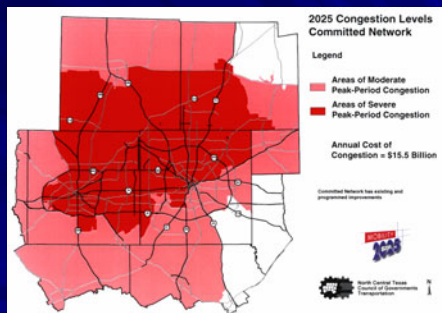 2025 Congestion Levels
Committed Network
Legend
Areas of Moderate
Peak-Period Congestion
Areas of Severe
Peak-Period Congestion
Annual Cost of
Congestion = $15.5 Billion
Committed Network has existing and
programmed improvements
MOBILITY
2025
North Central Texas
Council of Governments
Transportation
N